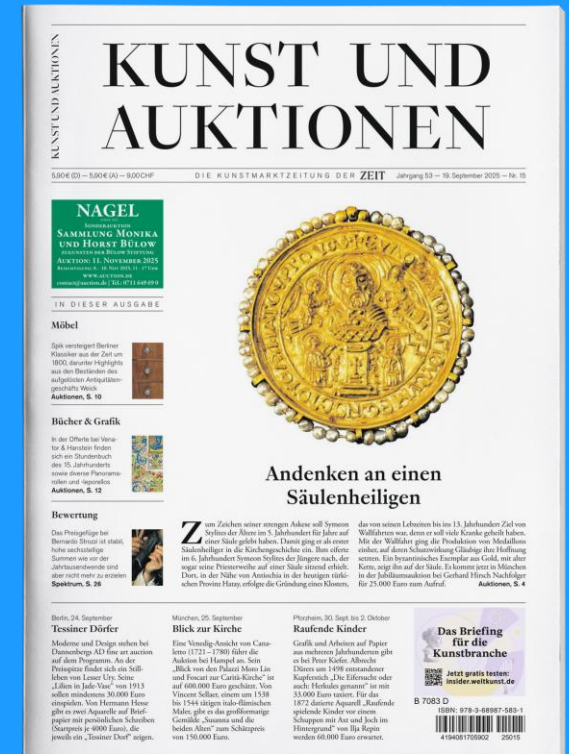 KUNST UND AUKTIONEN
KUNST UND
AUKTIONEN
5,90€ (D) — 5,90€ (A) — 9,00CHF
DIE KUNSTMARKTZEITUNG DER ZEIT
Jahrgang 53 — 19. September 2025 — Nr. 15
NAGEL
SONDERAUKTION
SAMMLUNG MONIKA
UND HORST BÜLOW
ZUGUNSTEN DER BÜLOW STIFTUNG
AUKTION: 11. NOVEMBER 2025
WWW.AUCTION.DE
contact@auction.de | Tel.: 0711 649 69 0
IN DIESER AUSGABE
Möbel
Spik versteigert Berliner
Klassiker aus der Zeit um
1800, darunter Highlights
aus den Beständen des
aufgelösten Antiquitäten-
geschäfts Weick
Auktionen, S. 10
Bücher & Grafik
In der Offerte bei Vena-
tor & Hanstein finden
sich ein Stundenbuch
des 15. Jahrhunderts
sowie diverse Panorama-
rollen und -leporellos
Auktionen, S. 12
Bewertung
Das Preisgefüge bei
Bernardo Strozzi ist stabil,
hohe sechsstellige
Summen wie vor der
Jahrtausendwende sind
aber nicht mehr zu erzielen
Spektrum, S. 26
Andenken an einen
Säulenheiligen
Zum Zeichen seiner strengen Askese soll Symeon
Stylites der Ältere im 5. Jahrhundert für Jahre auf
einer Säule gelebt haben. Damit ging er als erster
Säulenheiliger in die Kirchengeschichte ein. Ihm eiferte
im 6. Jahrhundert Symeon Stylites der Jüngere nach, der
sogar seine Priesterweihe auf einer Säule sitzend erhielt.
Dort, in der Nähe von Antiochia in der heutigen türki-
schen Provinz Hatay, erfolgte die Gründung eines Klosters,
das von seinen Lebzeiten bis ins 13. Jahrhundert Ziel von
Wallfahrten war, denn er soll viele Kranke geheilt haben.
Mit der Wallfahrt ging die Produktion von Medaillons
einher, auf deren Schutzwirkung Gläubige ihre Hoffnung
setzten. Ein byzantinisches Exemplar aus Gold, mit alter
Kette, zeigt ihn auf der Säule. Es kommt jetzt in München
in der Jubiläumsauktion bei Gerhard Hirsch Nachfolger
für 25.000 Euro zum Aufruf.
Auktionen, S. 4
Berlin, 24. September
Tessiner Dörfer
Moderne und Design stehen bei
Dannenbergs AD fine art auction
auf dem Programm. An der
Preisspitze findet sich ein Still-
leben von Lesser Ury. Seine
„Lilien in Jade-Vase“ von 1913
sollen mindestens 30.000 Euro
einspielen. Von Hermann Hesse
gibt es zwei Aquarelle auf Brief-
papier mit persönlichen Schreiben
(Startpreis je 4000 Euro), die
jeweils ein „Tessiner Dorf“ zeigen.
München, 25. September
Blick zur Kirche
Eine Venedig-Ansicht von Cana-
letto (1721 – 1780) führt die
Auktion bei Hampel an. Sein
„Blick von den Palazzi Moro Lin
und Foscari zur Carità-Kirche“ ist
auf 600.000 Euro geschätzt. Von
Vincent Sellaer, einem um 1538
bis 1544 tätigen italo-flämischen
Maler, gibt es das großformatige
Gemälde „Susanna und die
beiden Alten“ zum Schätzpreis
von 150.000 Euro.
Pforzheim, 30. Sept. bis 2. Oktober
Raufende Kinder
Grafik und Arbeiten auf Papier
aus mehreren Jahrhunderten gibt
es bei Peter Kiefer. Albrecht
Dürers um 1498 entstandener
Kupferstich „Die Eifersucht oder
auch: Herkules genannt“ ist mit
33.000 Euro taxiert. Für das
1872 datierte Aquarell „Raufende
spielende Kinder vor einem
Schuppen mit Ast und Joch im
Hintergrund“ von Ilja Repin
werden 60.000 Euro erwartet.
Das Briefing
für die
Kunstbranche
Jetzt gratis testen:
insider.weltkunst.de
B 7083 D
ISBN: 978-3-68987-583-1
4194081705902
25015